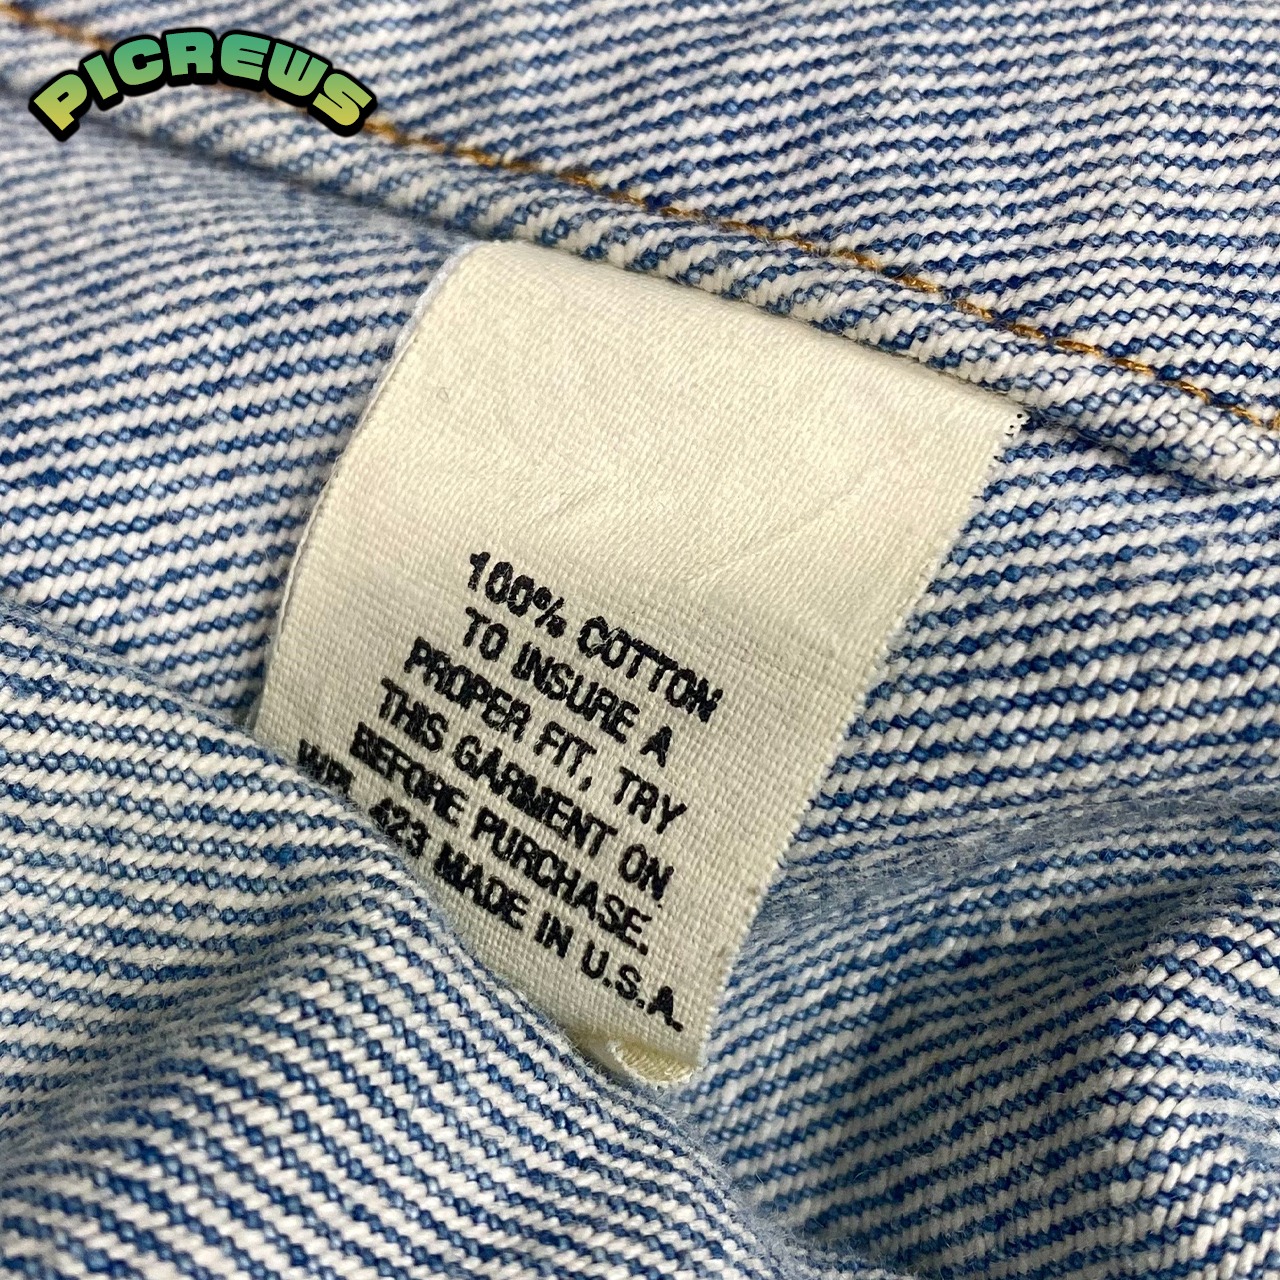 PICREWS
100% COTTON
TO INSURE A
PROPER FIT, TRY
THIS GARMENT ON
BEFORE PURCHASE.
WPL 423 MADE IN U.S.A.